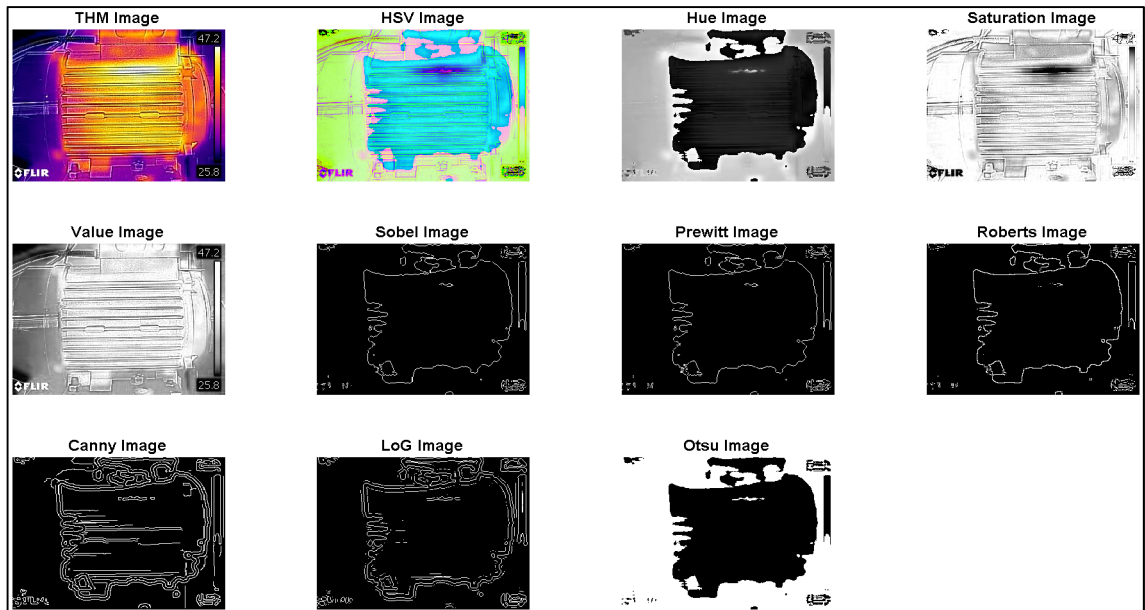 THM Image
HSV Image
Hue Image
Saturation Image
47.2
FLIR
25.8
FLIR
FLIR
Value Image
Sobel Image
Prewitt Image
Roberts Image
47.2
FLIR
25.8
Canny Image
LoG Image
Otsu Image